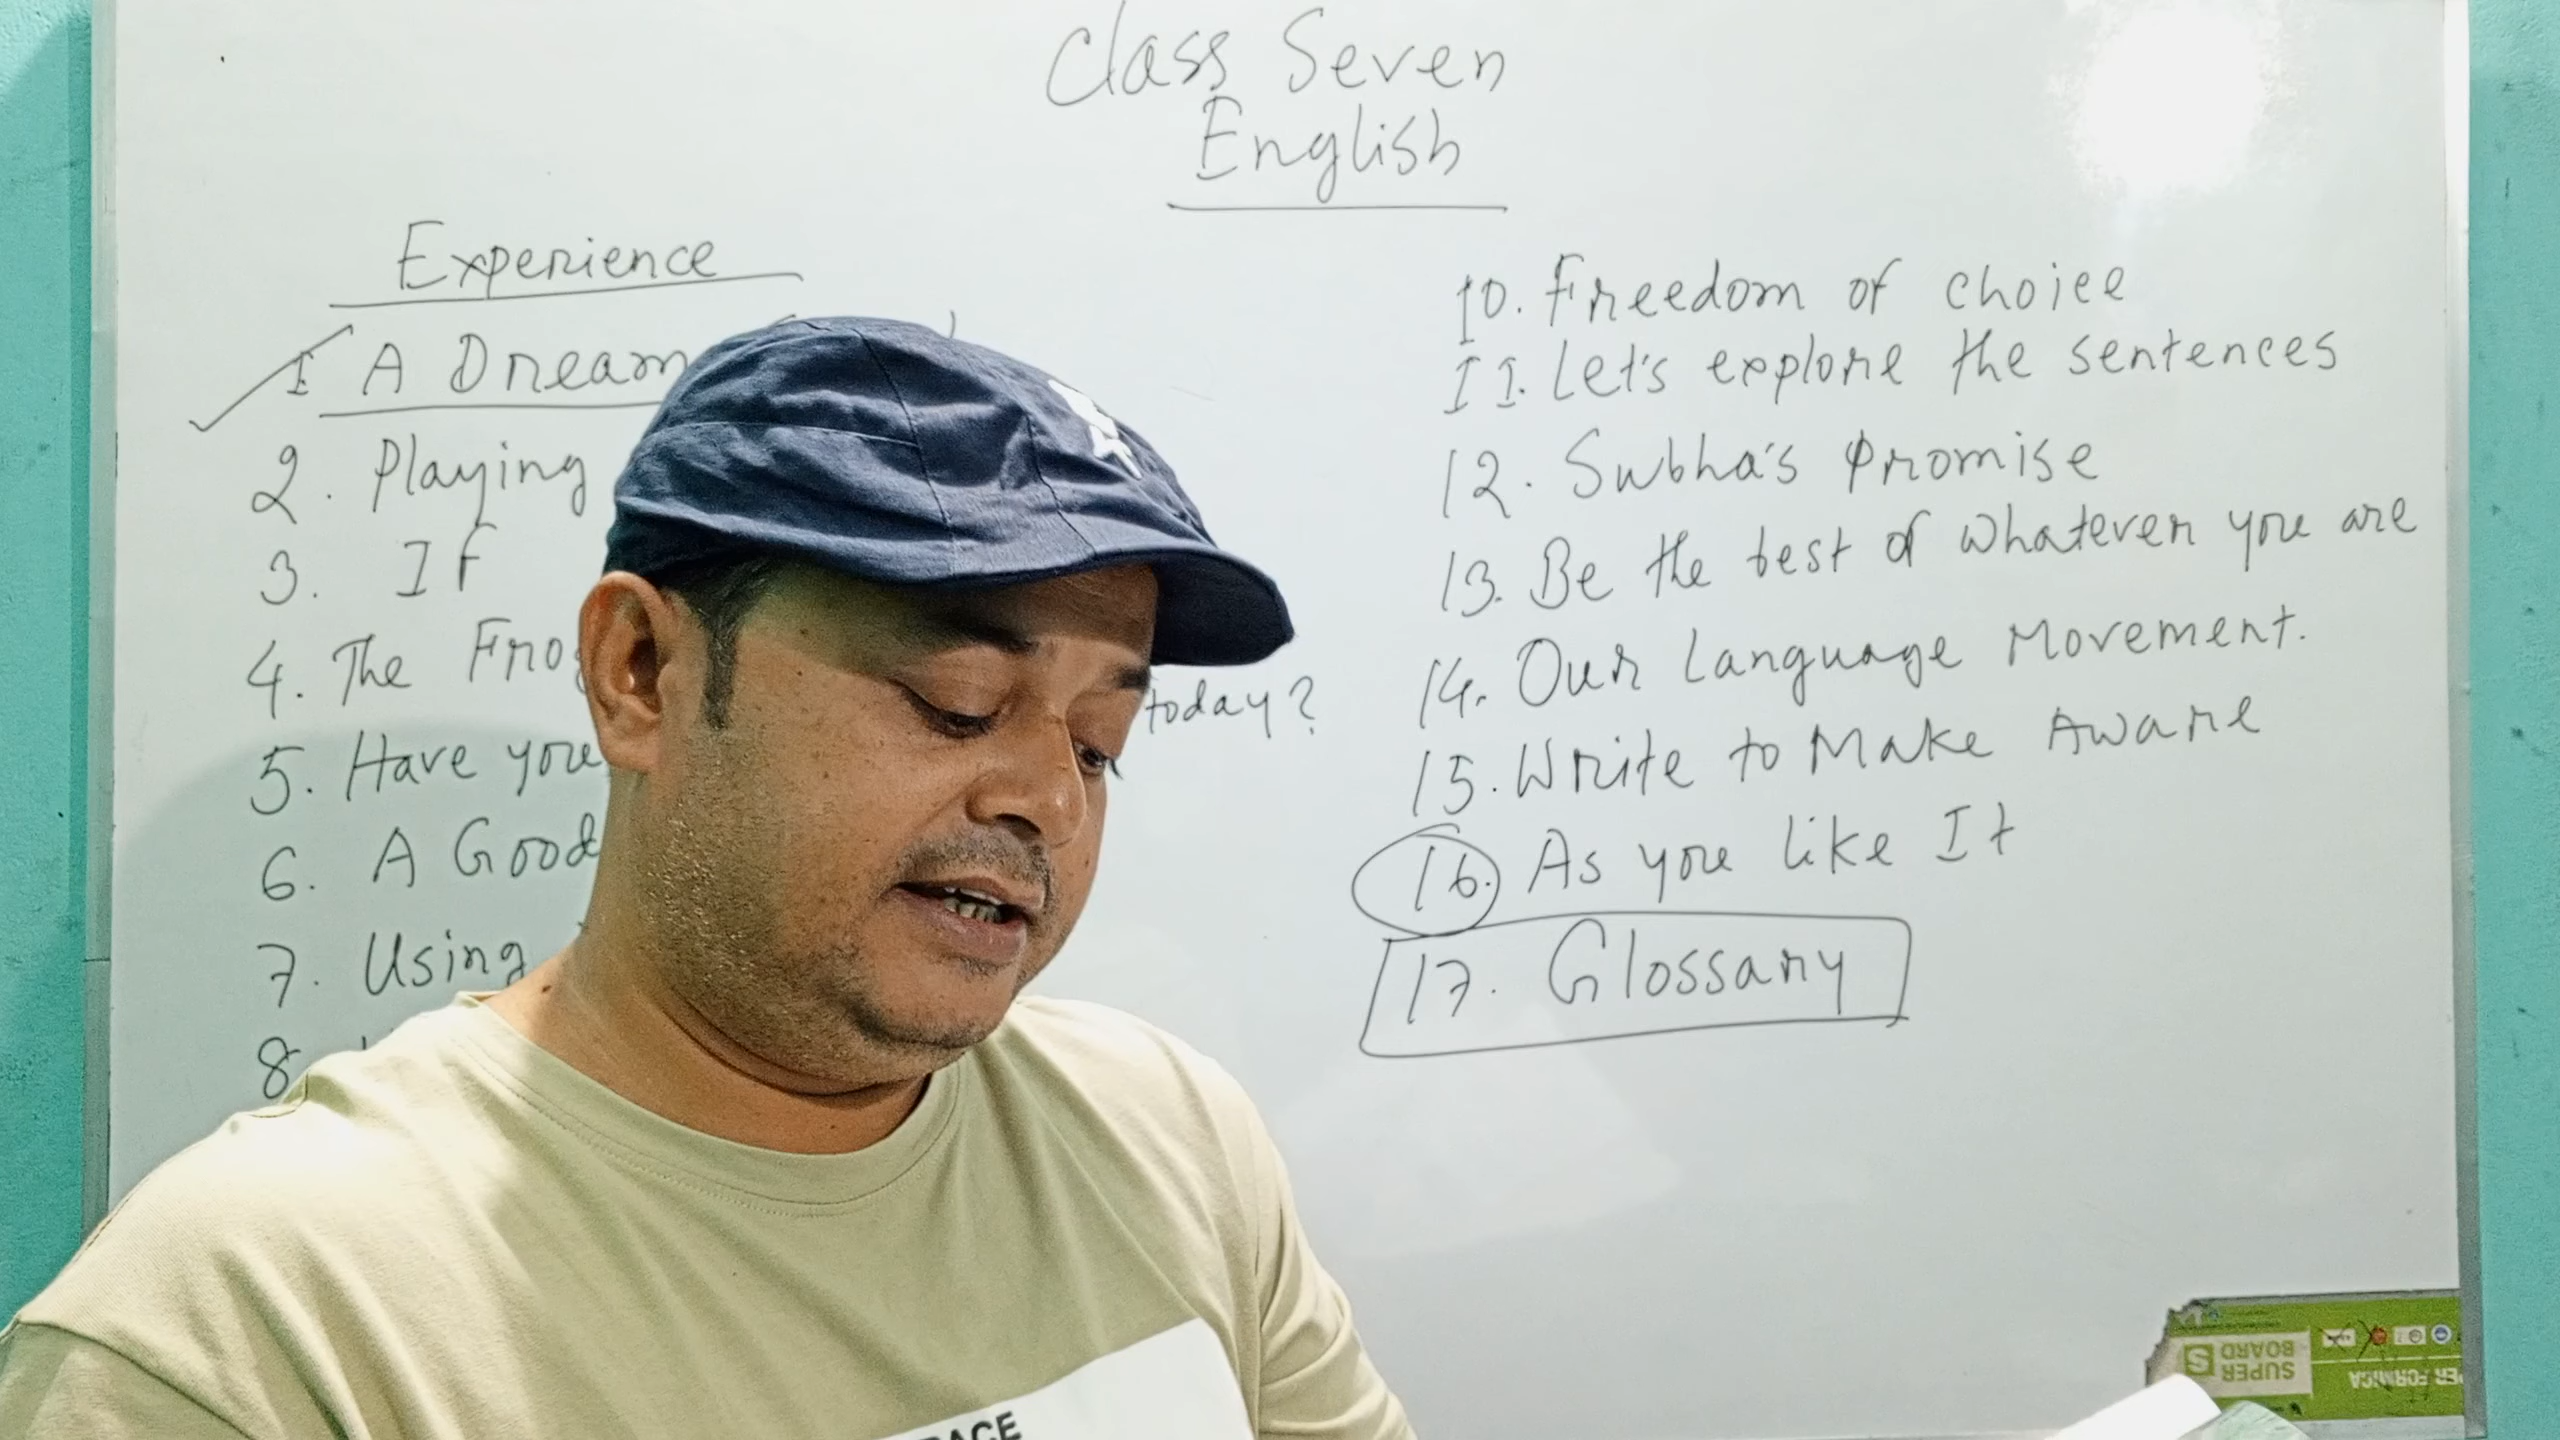 Class Seven
English
Experience
1 A Dream
2. Playing
3. If
4. The Frog
5. Have you today?
6. A Good
7. Using
8
10. Freedom of choice
11. Let's explore the sentences
12. Subha's promise
13. Be the best of whatever you are
14. Our Language Movement.
15. Write to Make Aware
16. As you like It
17. Glossary
SUPER
BOARD
S